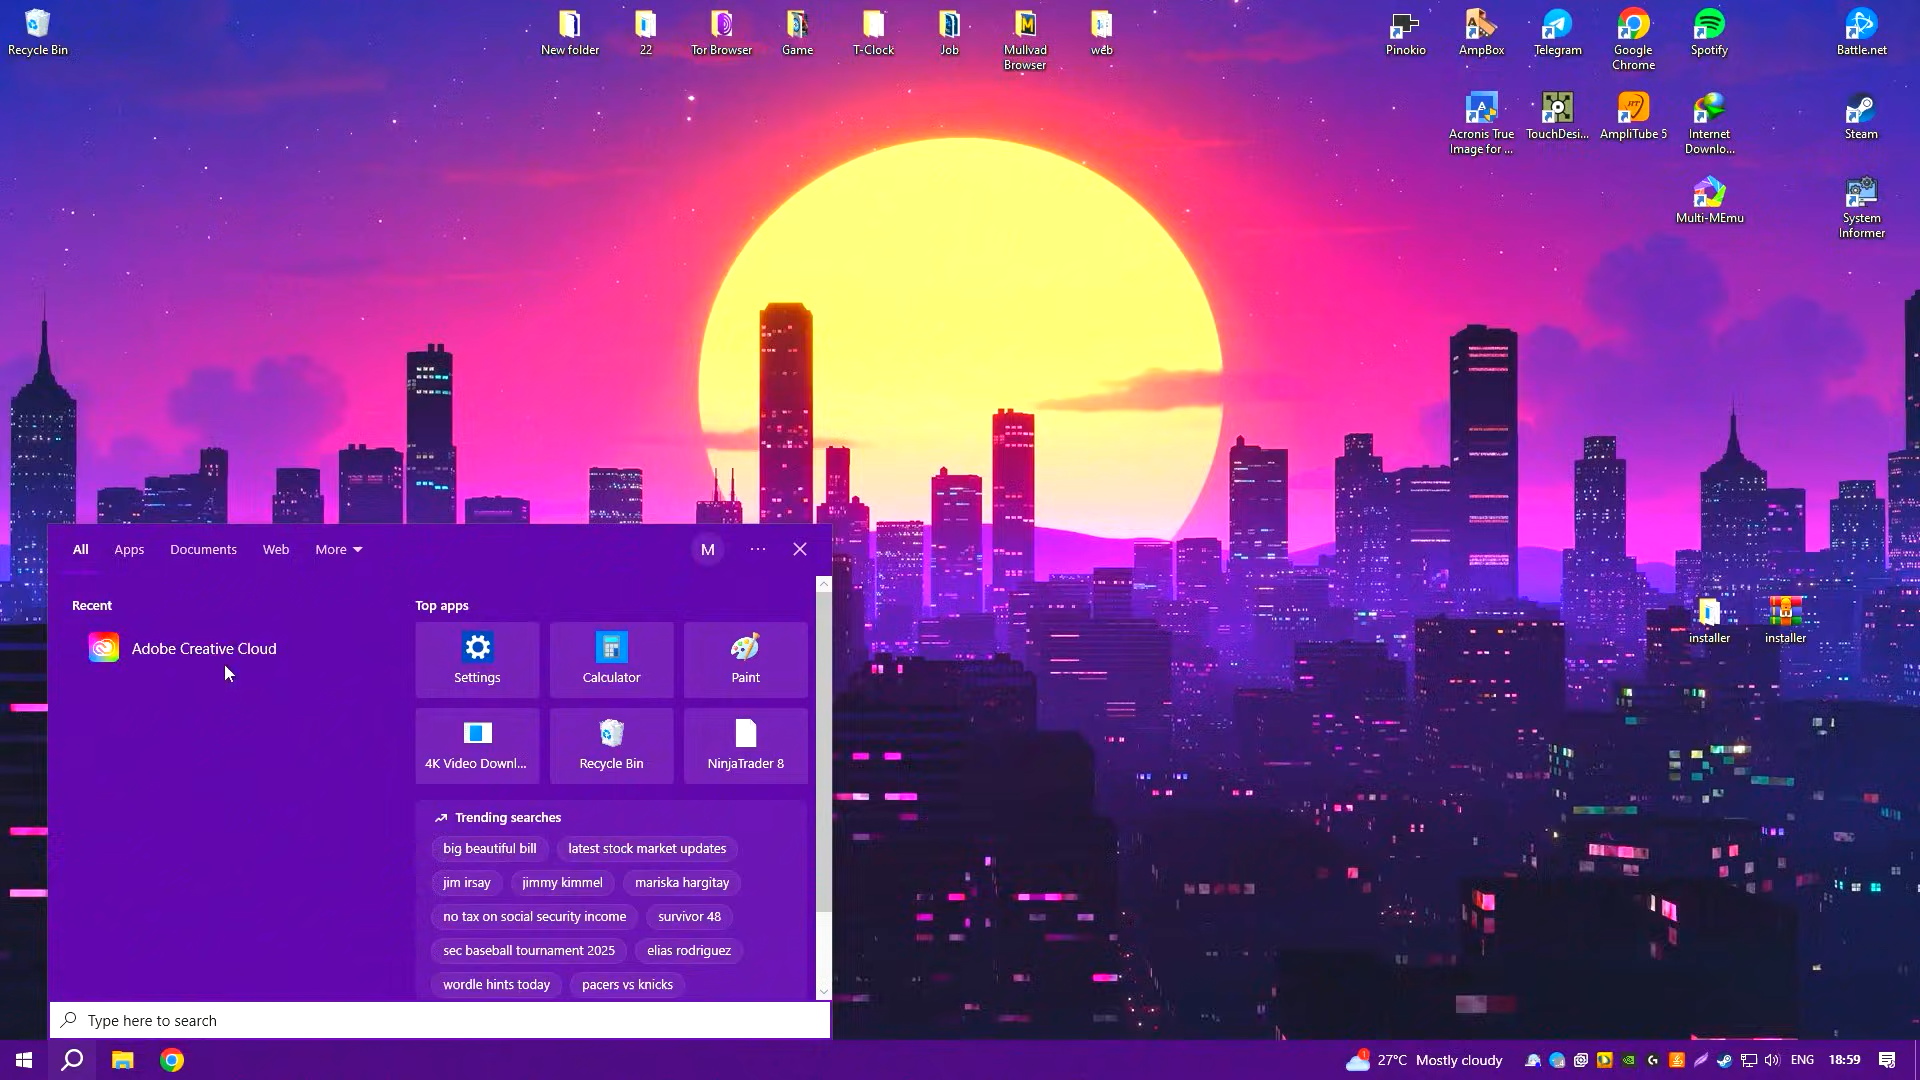 Recycle Bin
New folder
22
Tor Browser
Game
T-Clock
Job
Mullvad
Browser
web
Pinokio
AmpBox
Telegram
Google
Chrome
Spotify
Battle.net
Acronis True
Image for ...
TouchDesi...
AmpliTube 5
Internet
Downlo...
Steam
Multi-MEmu
System
Informer
installer
installer
All
Apps
Documents
Web
More
M
Recent
Adobe Creative Cloud
Top apps
Settings
Calculator
Paint
4K Video Downl...
Recycle Bin
NinjaTrader 8
Trending searches
big beautiful bill
latest stock market updates
jim irsay
jimmy kimmel
mariska hargitay
no tax on social security income
survivor 48
sec baseball tournament 2025
elias rodriguez
wordle hints today
pacers vs knicks
Type here to search
1
27°C Mostly cloudy
ENG
18:59